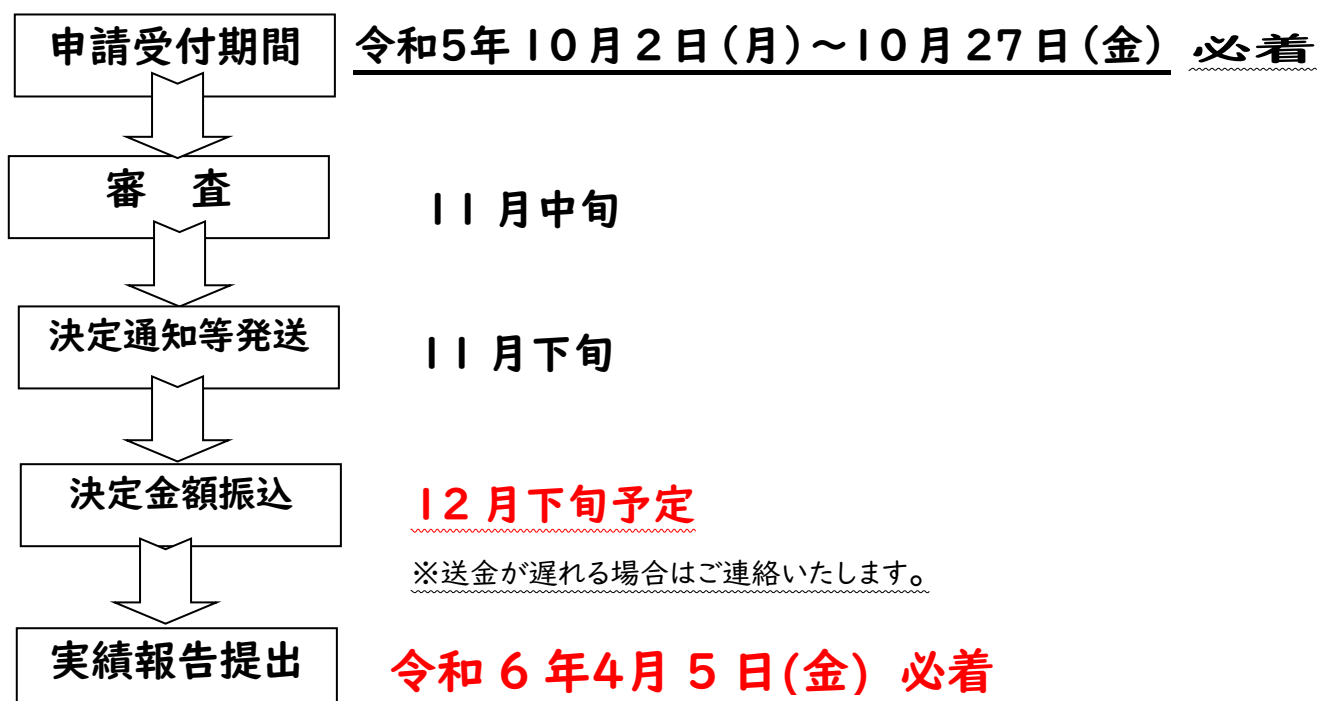 申請受付期間 令和5年10月2日(月)~10月27日(金) 必着
審 査 11月中旬
決定通知等発送 11月下旬
決定金額振込 12月下旬予定
※送金が遅れる場合はご連絡いたします。
実績報告提出 令和6年4月5日(金) 必着